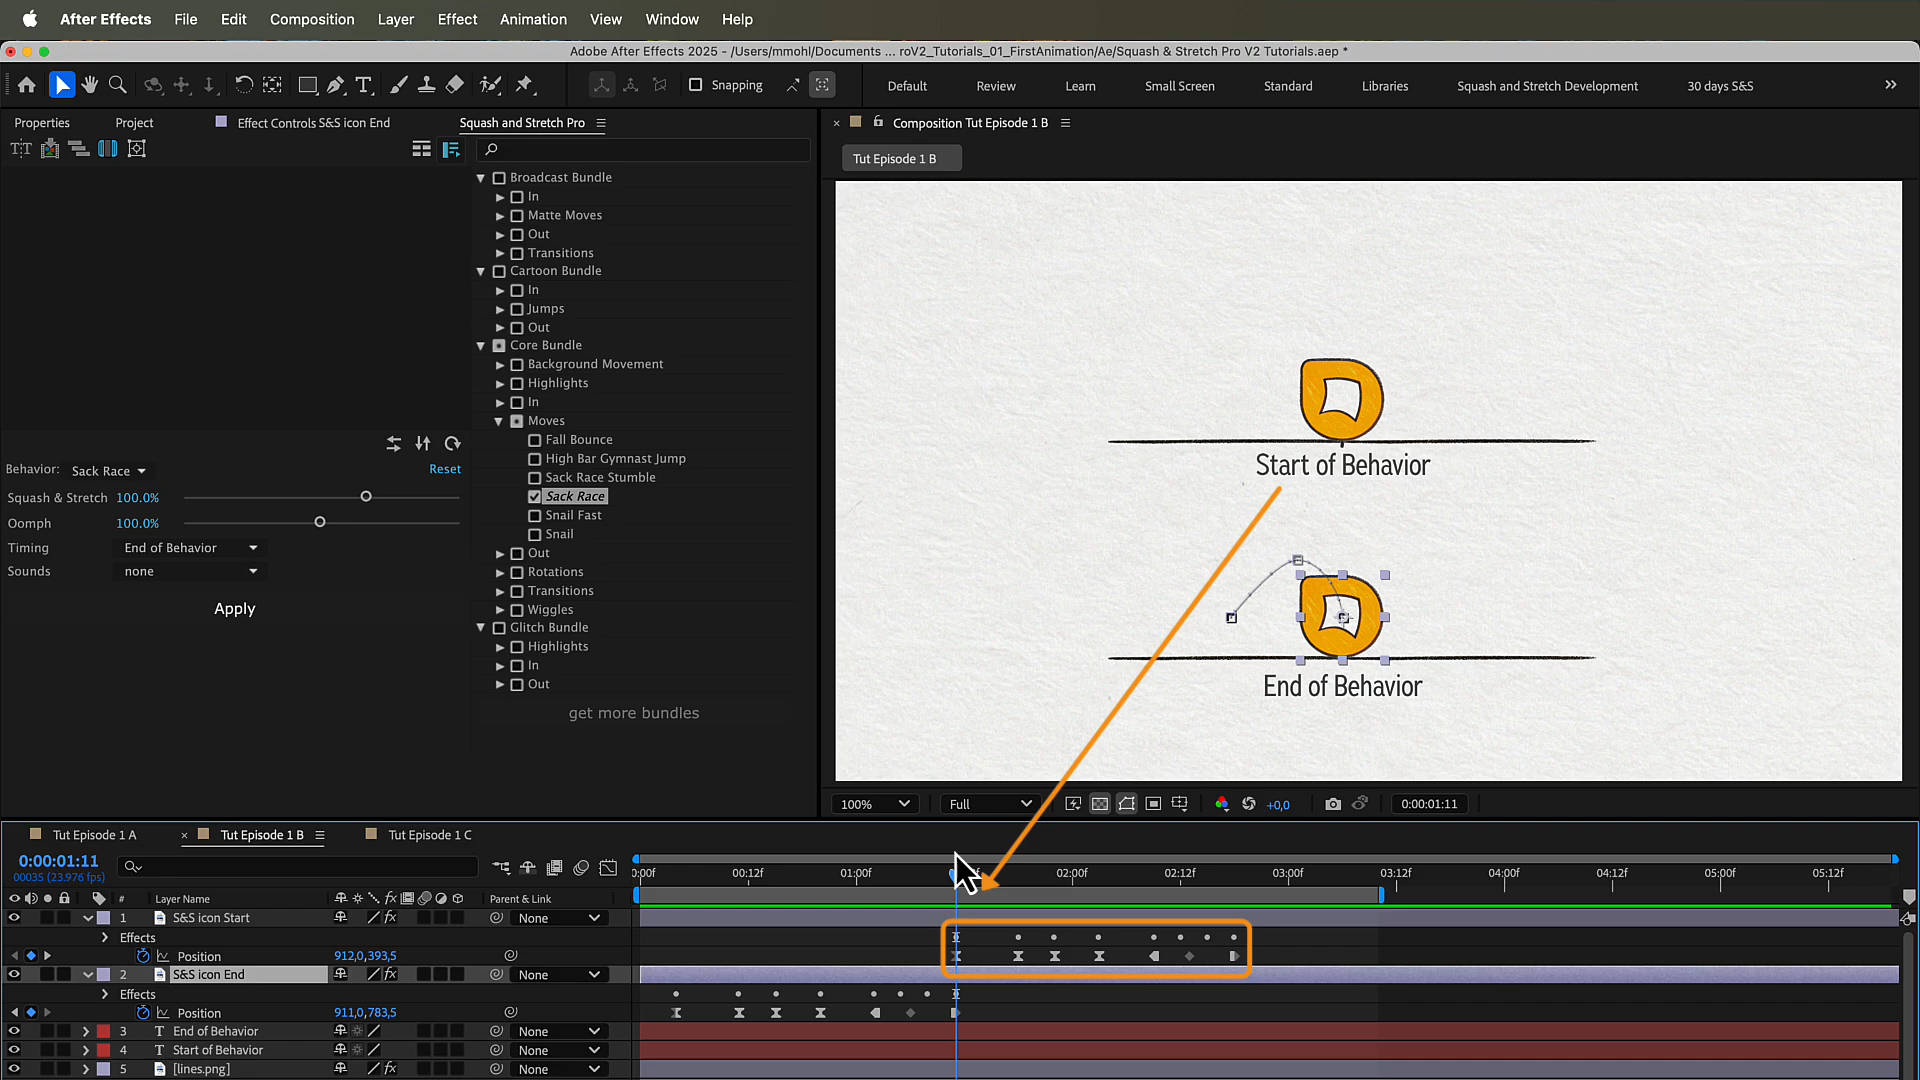 After Effects File Edit Composition Layer Effect Animation View Window Help
Adobe After Effects 2025 - /Users/mmohl/Documents ... roV2_Tutorials_01_FirstAnimation/Ae/Squash & Stretch Pro V2 Tutorials.aep *
Snapping Default Review Learn Small Screen Standard Libraries Squash and Stretch Development 30 days S&S
Properties Project Effect Controls S&S icon End Squash and Stretch Pro
Composition Tut Episode 1 B
Tut Episode 1 B
Broadcast Bundle
In
Matte Moves
Out
Transitions
Cartoon Bundle
In
Jumps
Out
Core Bundle
Background Movement
Highlights
In
Moves
Fall Bounce
High Bar Gymnast Jump
Sack Race Stumble
Sack Race
Snail Fast
Snail
Out
Rotations
Transitions
Wiggles
Glitch Bundle
Highlights
In
Out
get more bundles
Behavior: Sack Race Reset
Squash & Stretch 100.0%
Oomph 100.0%
Timing End of Behavior
Sounds none
Apply
Start of Behavior
End of Behavior
100% Full +0,0 0:00:01:11
Tut Episode 1 A Tut Episode 1 B Tut Episode 1 C
0:00:01:11
00035 (23.976 fps)
0:00f 00:12f 01:00f 02:00f 02:12f 03:00f 03:12f 04:00f 04:12f 05:00f 05:12f
# Layer Name fx Parent & Link
1 S&S icon Start fx None
Effects
Position 912,0,393,5
2 S&S icon End fx None
Effects
Position 911,0,783,5
3 T End of Behavior None
4 T Start of Behavior None
5 [lines.png] fx None